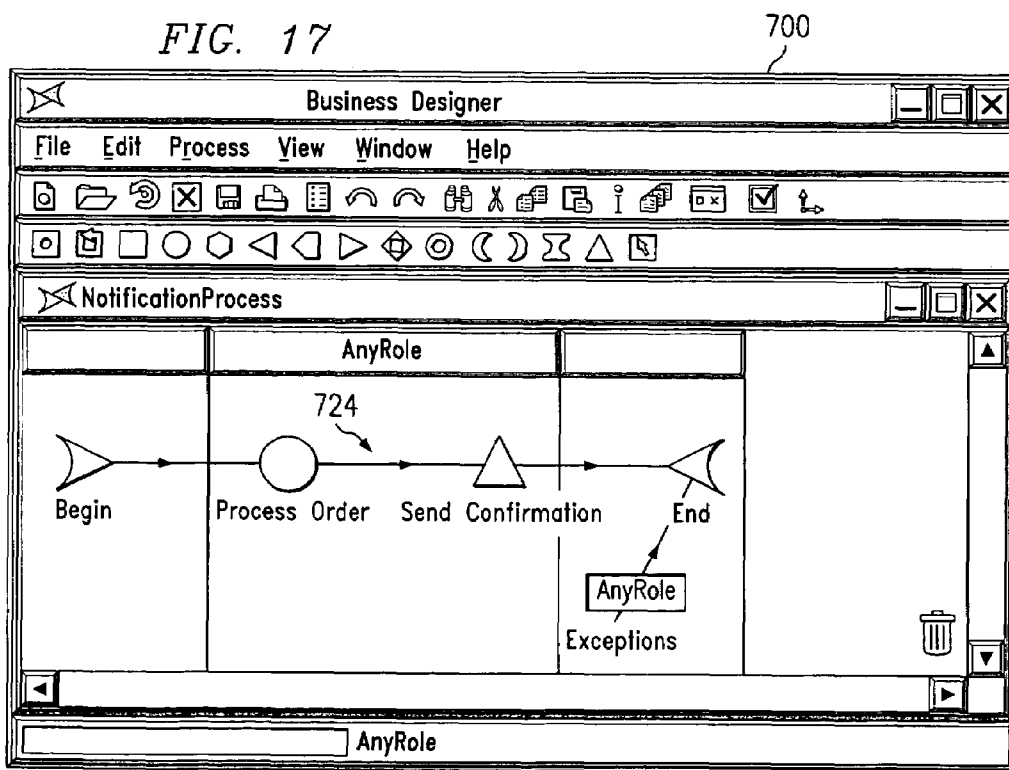 FIG. 17
700
Business Designer
File Edit Process View Window Help
NotificationProcess
AnyRole
724
Begin
Process Order
Send Confirmation
End
AnyRole
Exceptions
AnyRole